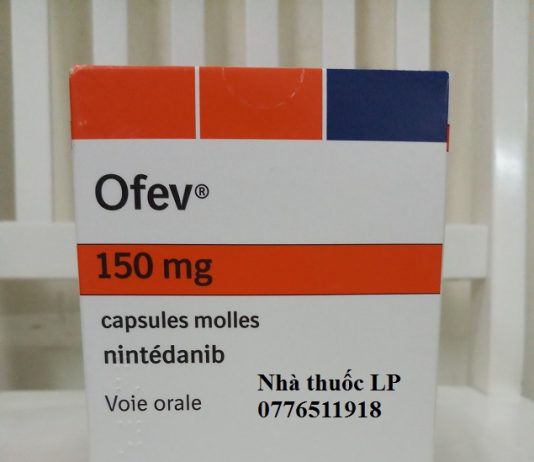 Ofev®
150 mg
capsules molles
nintédanib
Voie orale
Nhà thuốc LP
0776511918